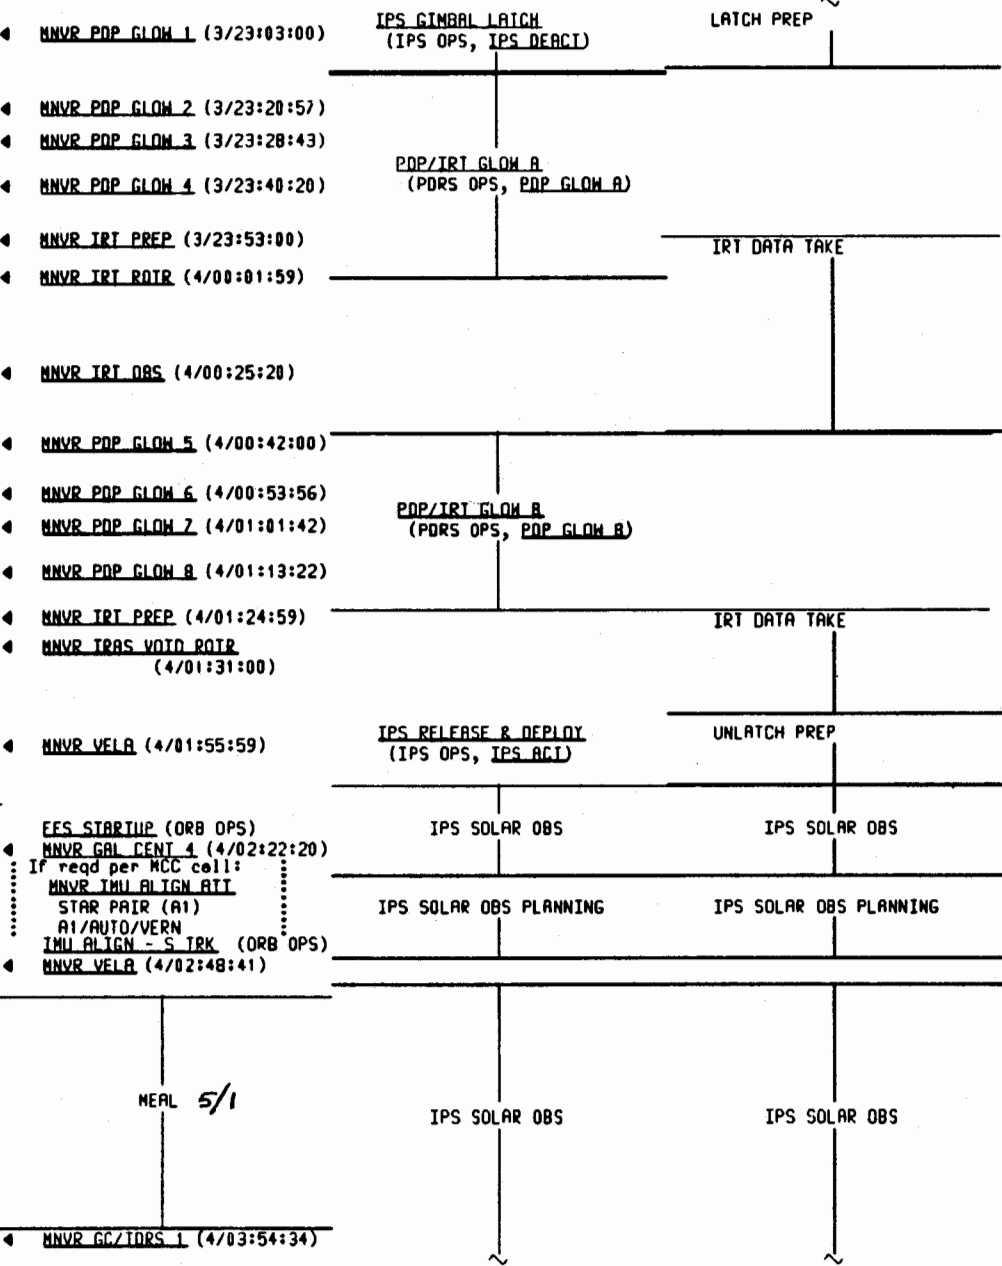 MNVR PDP GLOW 1 (3/23:03:00)
MNVR PDP GLOW 2 (3/23:20:57)
MNVR PDP GLOW 3 (3/23:28:43)
MNVR PDP GLOW 4 (3/23:40:20)
MNVR IRT PREP (3/23:53:00)
MNVR IRT ROTR (4/00:01:59)
MNVR IRT OBS (4/00:25:20)
MNVR PDP GLOW 5 (4/00:42:00)
MNVR PDP GLOW 6 (4/00:53:56)
MNVR PDP GLOW 7 (4/01:01:42)
MNVR PDP GLOW 8 (4/01:13:22)
MNVR IRT PREP (4/01:24:59)
MNVR IRAS VOID ROTR
(4/01:31:00)
MNVR VELA (4/01:55:59)
EES STARTUP (ORB OPS)
MNVR GAL CENT 4 (4/02:22:20)
If reqd per MCC call:
MNVR IMU ALIGN ATT
STAR PAIR (A1)
A1/AUTO/VERN
IMU ALIGN - S TRK (ORB OPS)
MNVR VELA (4/02:48:41)
MEAL 5/1
MNVR GC/TDRS 1 (4/03:54:34)
IPS GIMBAL LATCH
(IPS OPS, IPS DEACT)
PDP/IRT GLOW A
(PDRS OPS, PDP GLOW A)
PDP/IRT GLOW B
(PDRS OPS, PDP GLOW B)
IPS RELEASE & DEPLOY
(IPS OPS, IPS ACT)
IPS SOLAR OBS
IPS SOLAR OBS PLANNING
IPS SOLAR OBS
LATCH PREP
IRT DATA TAKE
IRT DATA TAKE
UNLATCH PREP
IPS SOLAR OBS
IPS SOLAR OBS PLANNING
IPS SOLAR OBS